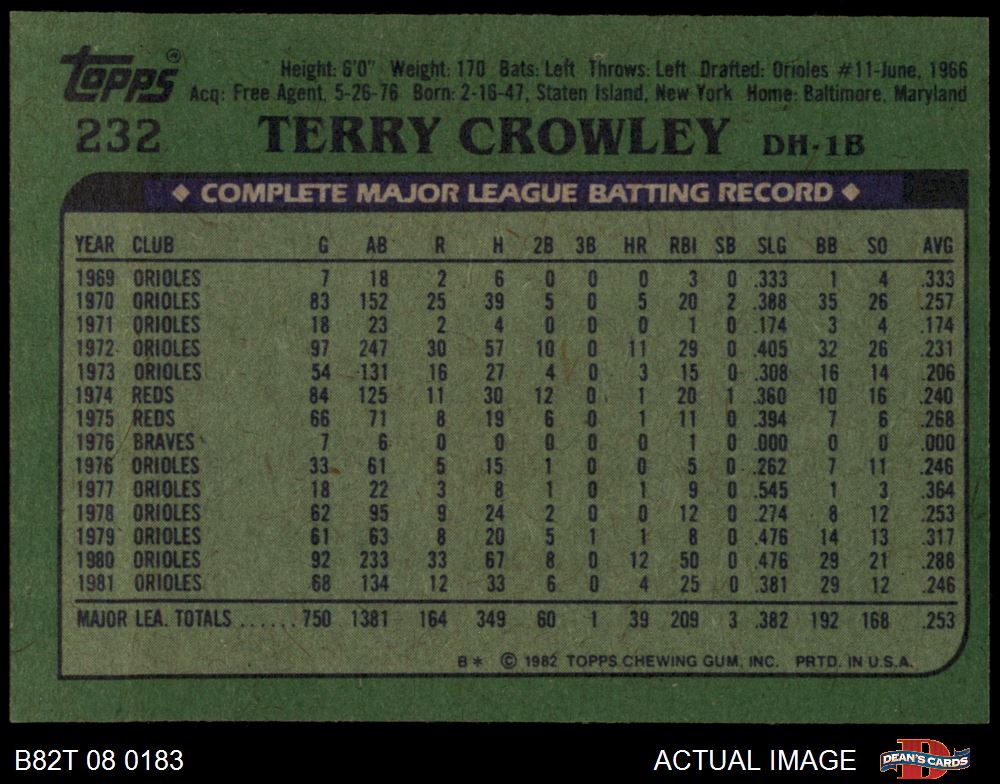 topps®
Height: 6'0" Weight: 170 Bats: Left Throws: Left Drafted: Orioles #11-June, 1966
Acq: Free Agent, 5-26-76 Born: 2-16-47, Staten Island, New York Home: Baltimore, Maryland
232 TERRY CROWLEY DH-1B
◆ COMPLETE MAJOR LEAGUE BATTING RECORD ◆
YEAR CLUB G AB R H 2B 3B HR RBI SB SLG BB SO AVG
1969 ORIOLES 7 18 2 6 0 0 0 3 0 .333 1 4 .333
1970 ORIOLES 83 152 25 39 5 0 5 20 2 .388 35 26 .257
1971 ORIOLES 18 23 2 4 0 0 0 1 0 .174 3 4 .174
1972 ORIOLES 97 247 30 57 10 0 11 29 0 .405 32 26 .231
1973 ORIOLES 54 131 16 27 4 0 3 15 0 .308 16 14 .206
1974 REDS 84 125 11 30 12 0 1 20 1 .360 10 16 .240
1975 REDS 66 71 8 19 6 0 1 11 0 .394 7 6 .268
1976 BRAVES 7 6 0 0 0 0 0 1 0 .000 0 0 .000
1976 ORIOLES 33 61 5 15 1 0 0 5 0 .262 7 11 .246
1977 ORIOLES 18 22 3 8 1 0 1 9 0 .545 1 3 .364
1978 ORIOLES 62 95 9 24 2 0 0 12 0 .274 8 12 .253
1979 ORIOLES 61 63 8 20 5 1 1 8 0 .476 14 13 .317
1980 ORIOLES 92 233 33 67 8 0 12 50 0 .476 29 21 .288
1981 ORIOLES 68 134 12 33 6 0 4 25 0 .381 29 12 .246
MAJOR LEA. TOTALS ...... 750 1381 164 349 60 1 39 209 3 .382 192 168 .253
B* © 1982 TOPPS CHEWING GUM, INC. PRTD. IN U.S.A.
B82T 08 0183 ACTUAL IMAGE DEAN'S CARDS